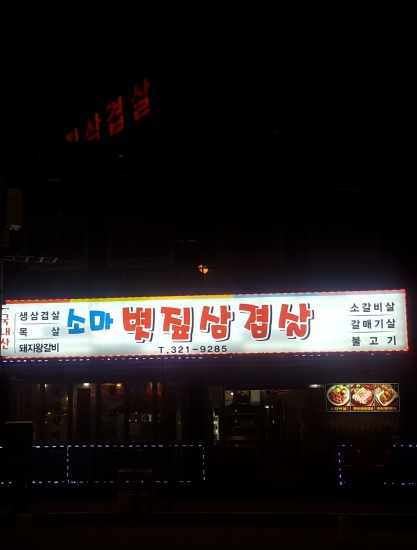 삼겹살
국내산
생삼겹살
목 살
돼지왕갈비
소마 볏짚삼겹살
T.321-9285
소갈비살
갈매기살
불고기